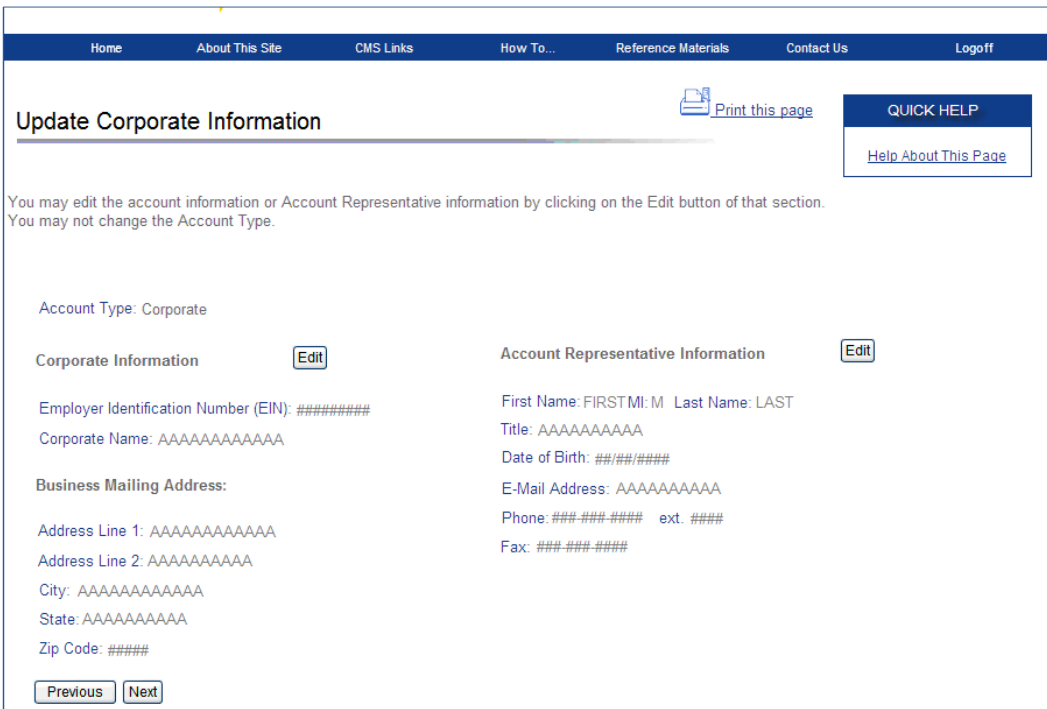 Home About This Site CMS Links How To... Reference Materials Contact Us Logoff
Print this page
QUICK HELP
Update Corporate Information
Help About This Page
You may edit the account information or Account Representative information by clicking on the Edit button of that section.
You may not change the Account Type.
Account Type: Corporate
Corporate Information Edit
Employer Identification Number (EIN): #########
Corporate Name: AAAAAAAAAAAA
Business Mailing Address:
Address Line 1: AAAAAAAAAAAA
Address Line 2: AAAAAAAAAA
City: AAAAAAAAAAAA
State: AAAAAAAAAA
Zip Code: #####
Account Representative Information Edit
First Name: FIRST MI: M Last Name: LAST
Title: AAAAAAAAAA
Date of Birth: ##/##/####
E-Mail Address: AAAAAAAAAA
Phone: ###-###-#### ext. ####
Fax: ###-###-####
Previous Next